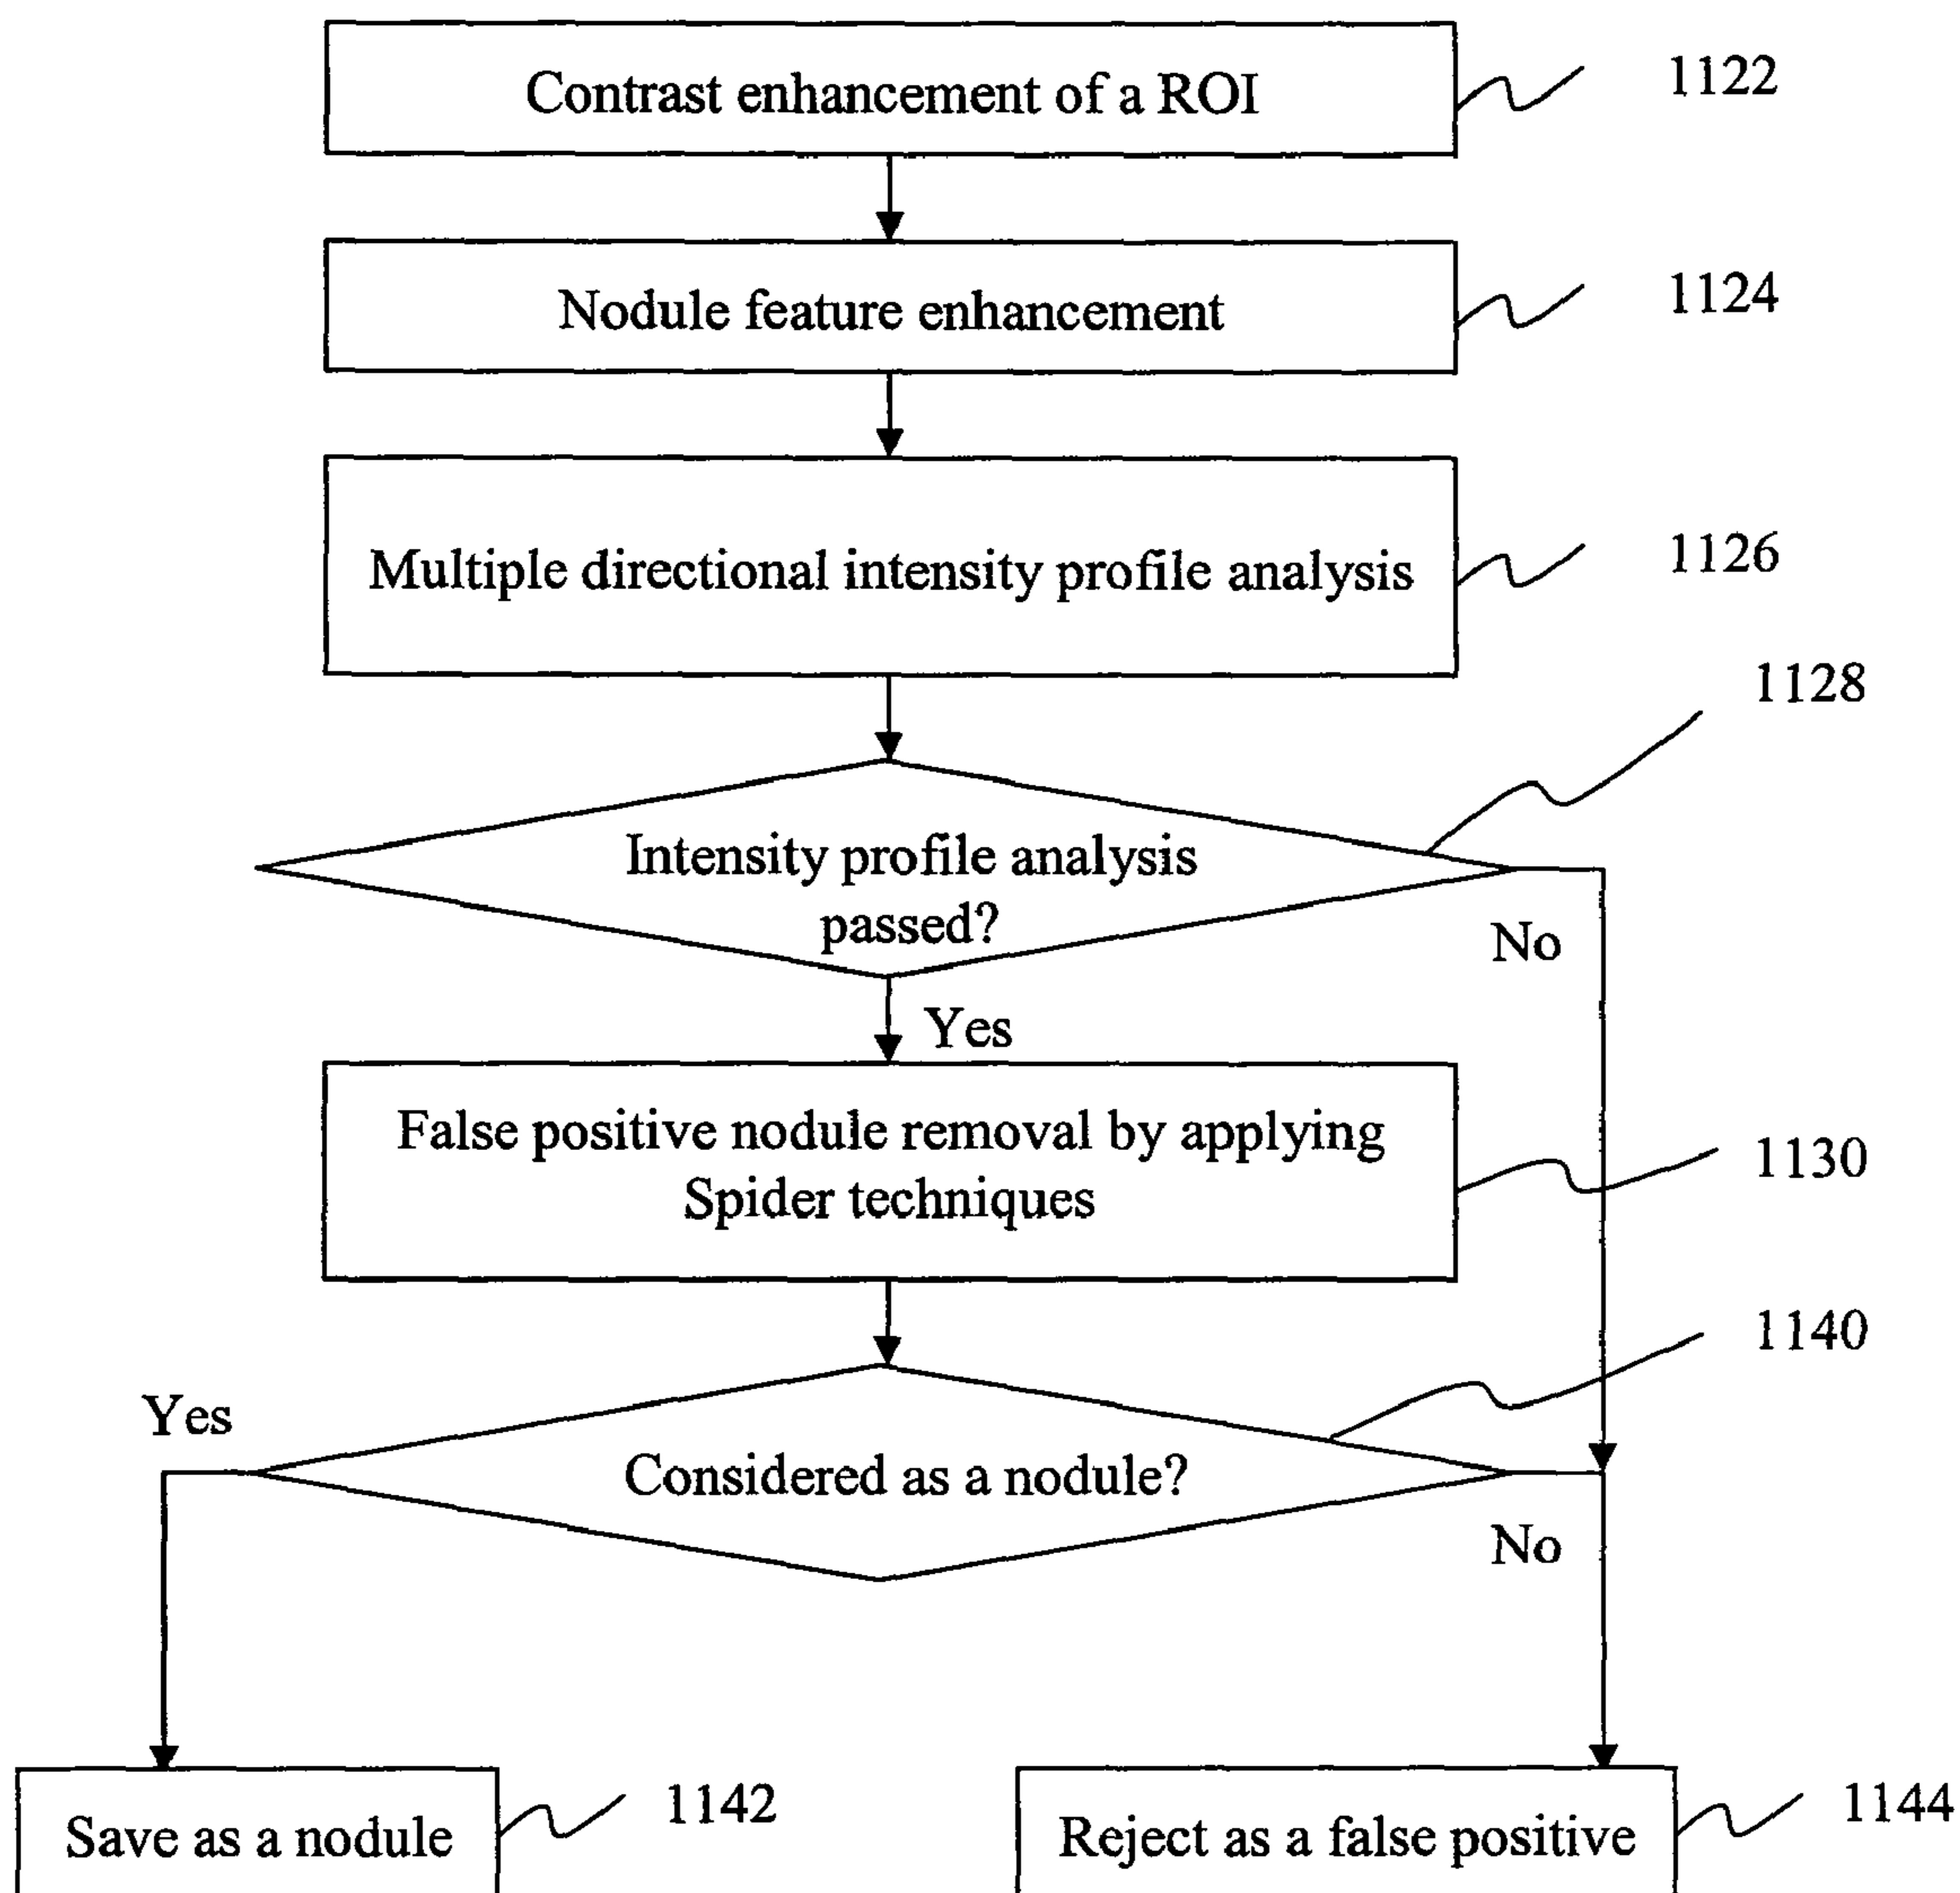 Contrast enhancement of a ROI
1122
Nodule feature enhancement
1124
Multiple directional intensity profile analysis
1126
1128
Intensity profile analysis
passed?
No
Yes
False positive nodule removal by applying
Spider techniques
1130
1140
Yes
Considered as a nodule?
No
Save as a nodule
1142
Reject as a false positive
1144